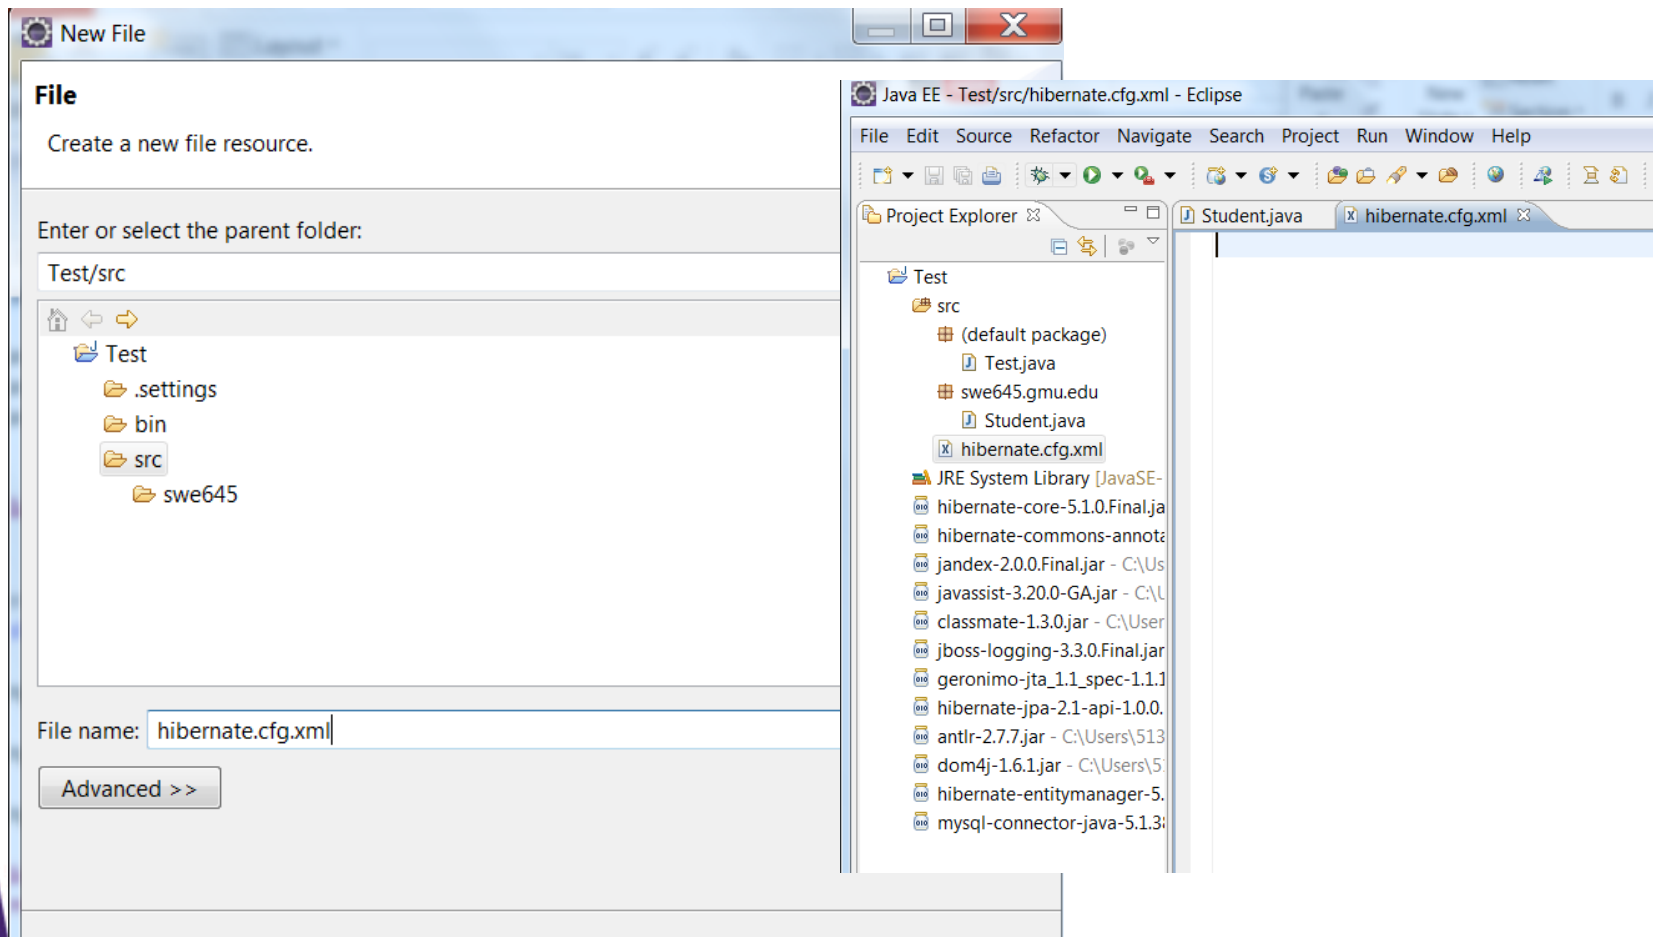 New File
File
Create a new file resource.
Enter or select the parent folder:
Test/src
Test
.settings
bin
src
swe645
File name: hibernate.cfg.xml
Advanced >>
Java EE - Test/src/hibernate.cfg.xml - Eclipse
File Edit Source Refactor Navigate Search Project Run Window Help
Project Explorer
Student.java hibernate.cfg.xml
Test
src
(default package)
Test.java
swe645.gmu.edu
Student.java
hibernate.cfg.xml
JRE System Library [JavaSE-
hibernate-core-5.1.0.Final.ja
hibernate-commons-annota
jandex-2.0.0.Final.jar - C:\Us
javassist-3.20.0-GA.jar - C:\U
classmate-1.3.0.jar - C:\User
jboss-logging-3.3.0.Final.jar
geronimo-jta_1.1_spec-1.1.1
hibernate-jpa-2.1-api-1.0.0.
antlr-2.7.7.jar - C:\Users\513
dom4j-1.6.1.jar - C:\Users\5
hibernate-entitymanager-5.
mysql-connector-java-5.1.38